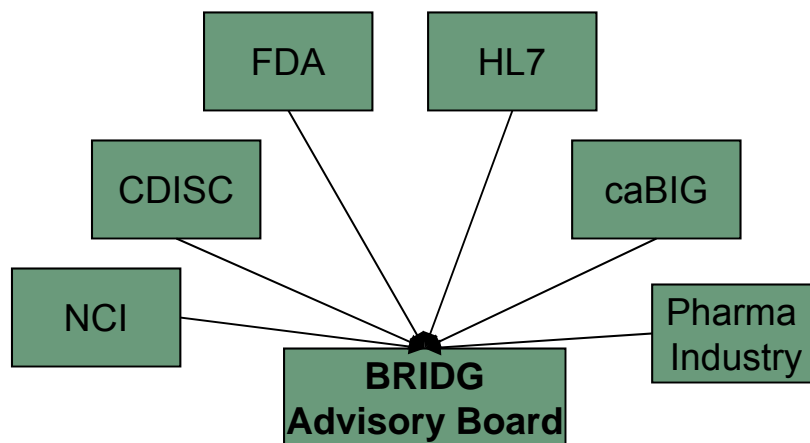 FDA
HL7
CDISC
caBIG
NCI
Pharma
Industry
BRIDG
Advisory Board